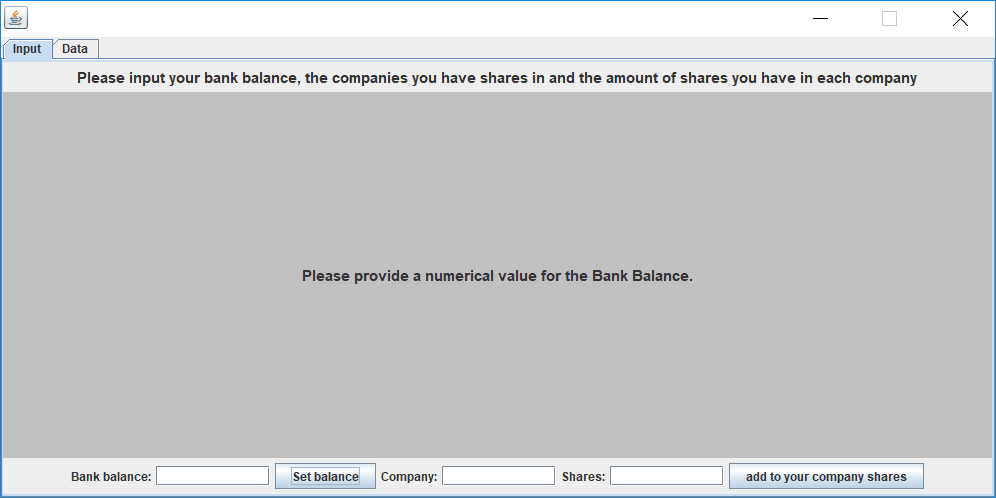 Input Data
Please input your bank balance, the companies you have shares in and the amount of shares you have in each company
Please provide a numerical value for the Bank Balance.
Bank balance: Set balance Company: Shares: add to your company shares